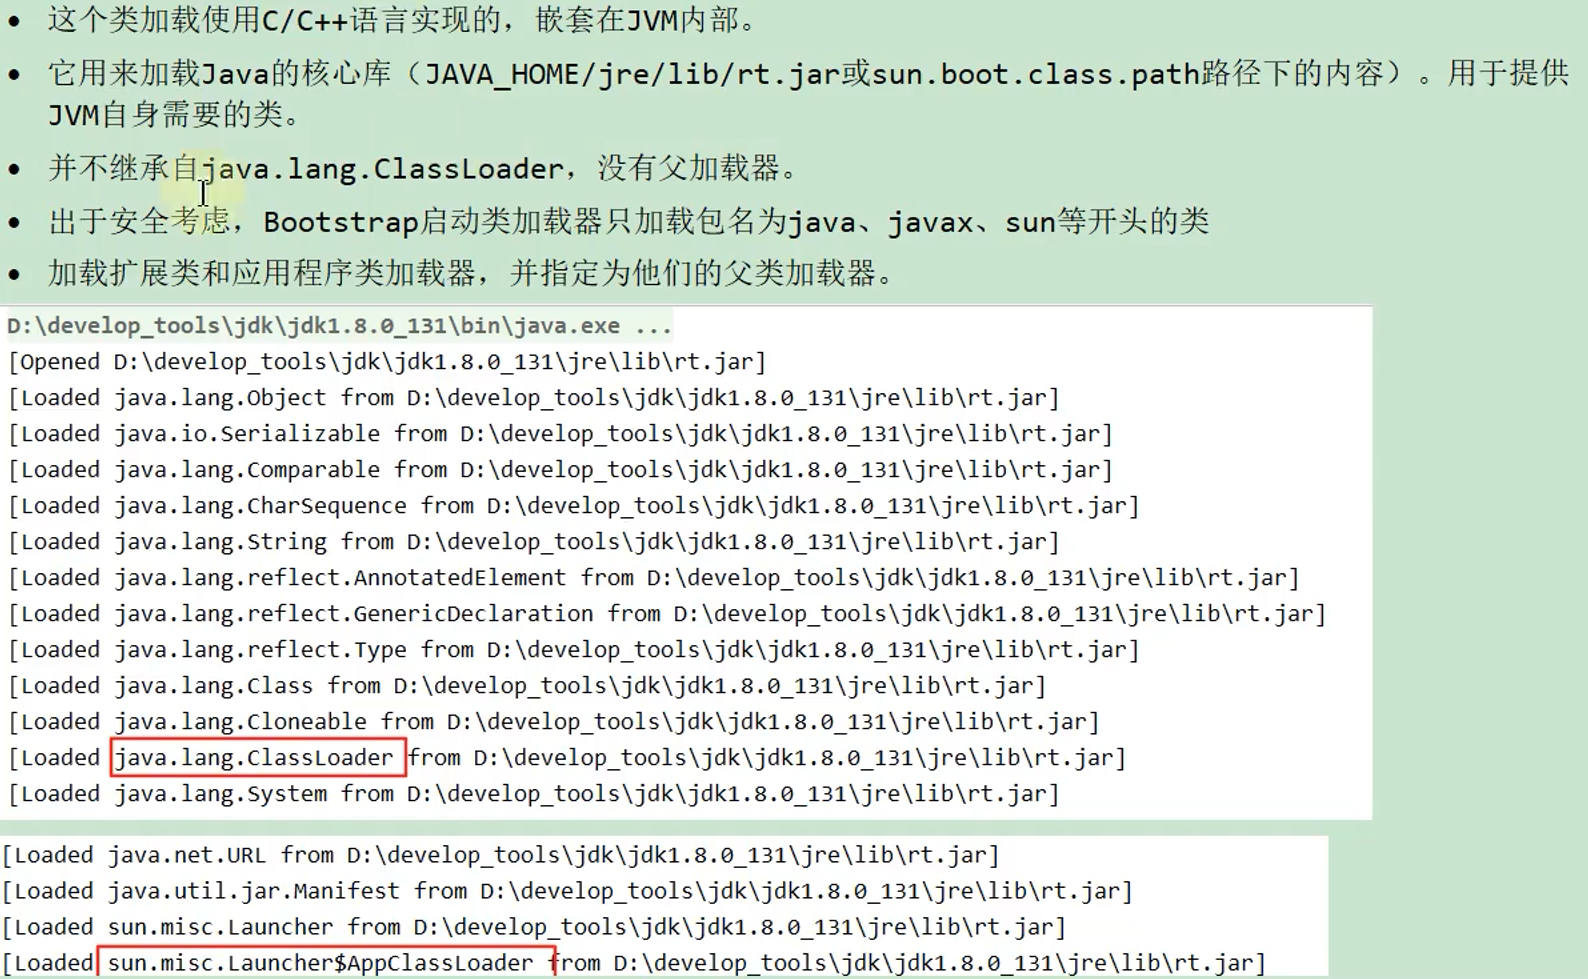 • 这个类加载使用C/C++语言实现的，嵌套在JVM内部。
• 它用来加载Java的核心库（JAVA_HOME/jre/lib/rt.jar或sun.boot.class.path路径下的内容）。用于提供
JVM自身需要的类。
• 并不继承自java.lang.ClassLoader，没有父加载器。
• 出于安全考虑，Bootstrap启动类加载器只加载包名为java、javax、sun等开头的类
• 加载扩展类和应用程序类加载器，并指定为他们的父类加载器。
D:\develop_tools\jdk\jdk1.8.0_131\bin\java.exe ...
[Opened D:\develop_tools\jdk\jdk1.8.0_131\jre\lib\rt.jar]
[Loaded java.lang.Object from D:\develop_tools\jdk\jdk1.8.0_131\jre\lib\rt.jar]
[Loaded java.io.Serializable from D:\develop_tools\jdk\jdk1.8.0_131\jre\lib\rt.jar]
[Loaded java.lang.Comparable from D:\develop_tools\jdk\jdk1.8.0_131\jre\lib\rt.jar]
[Loaded java.lang.CharSequence from D:\develop_tools\jdk\jdk1.8.0_131\jre\lib\rt.jar]
[Loaded java.lang.String from D:\develop_tools\jdk\jdk1.8.0_131\jre\lib\rt.jar]
[Loaded java.lang.reflect.AnnotatedElement from D:\develop_tools\jdk\jdk1.8.0_131\jre\lib\rt.jar]
[Loaded java.lang.reflect.GenericDeclaration from D:\develop_tools\jdk\jdk1.8.0_131\jre\lib\rt.jar]
[Loaded java.lang.reflect.Type from D:\develop_tools\jdk\jdk1.8.0_131\jre\lib\rt.jar]
[Loaded java.lang.Class from D:\develop_tools\jdk\jdk1.8.0_131\jre\lib\rt.jar]
[Loaded java.lang.Cloneable from D:\develop_tools\jdk\jdk1.8.0_131\jre\lib\rt.jar]
[Loaded java.lang.ClassLoader from D:\develop_tools\jdk\jdk1.8.0_131\jre\lib\rt.jar]
[Loaded java.lang.System from D:\develop_tools\jdk\jdk1.8.0_131\jre\lib\rt.jar]
[Loaded java.net.URL from D:\develop_tools\jdk\jdk1.8.0_131\jre\lib\rt.jar]
[Loaded java.util.jar.Manifest from D:\develop_tools\jdk\jdk1.8.0_131\jre\lib\rt.jar]
[Loaded sun.misc.Launcher from D:\develop_tools\jdk\jdk1.8.0_131\jre\lib\rt.jar]
[Loaded sun.misc.Launcher$AppClassLoader from D:\develop_tools\jdk\jdk1.8.0_131\jre\lib\rt.jar]